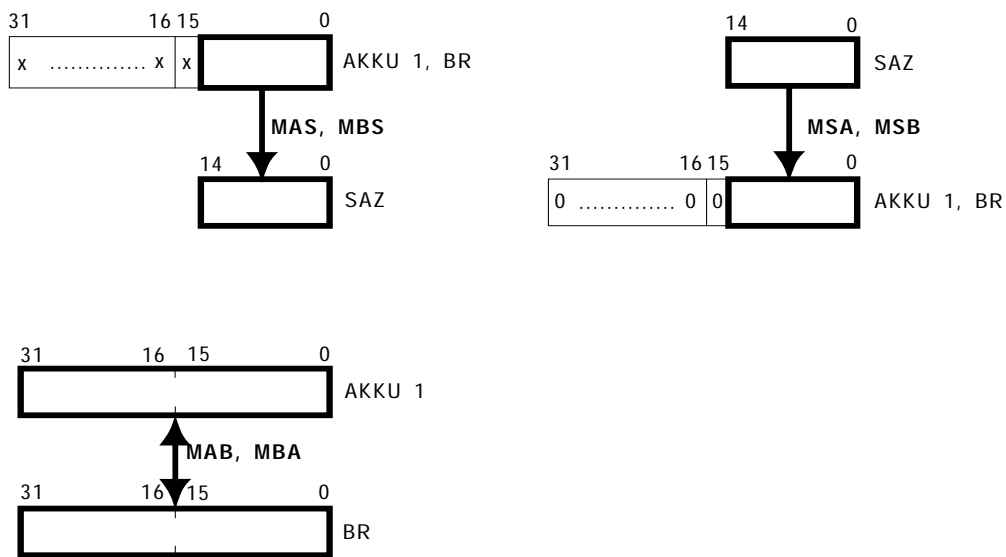 31 16 15 0
x .............. x x
AKKU 1, BR
MAS, MBS
14 0
SAZ
14 0
SAZ
MSA, MSB
31 16 15 0
0 .............. 0 0
AKKU 1, BR
31 16 15 0
AKKU 1
MAB, MBA
31 16 15 0
BR